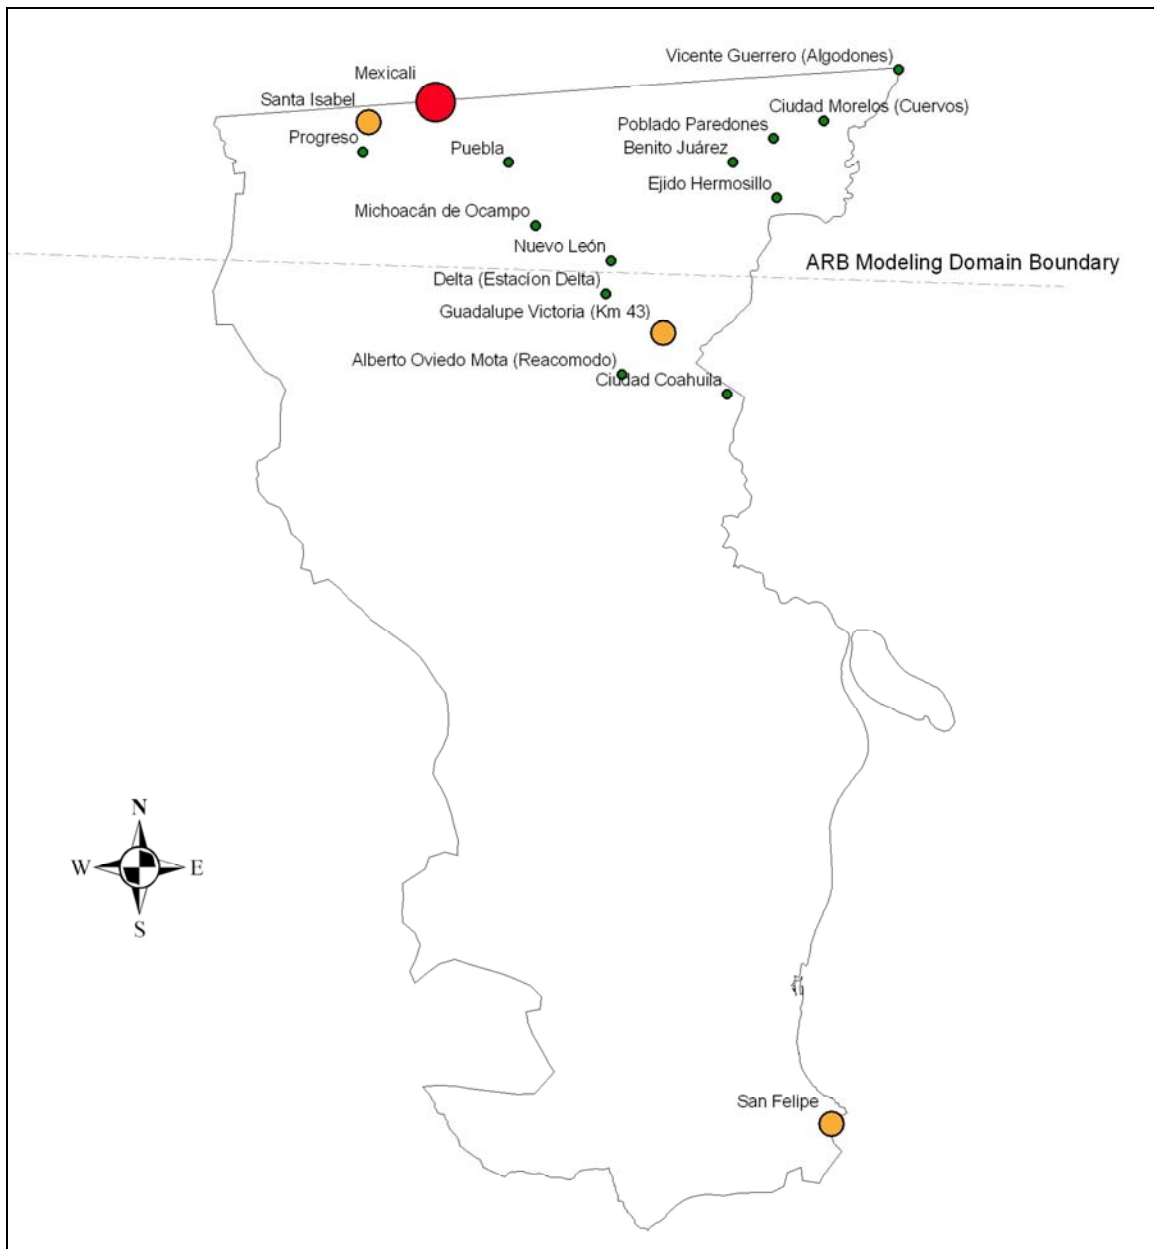 Vicente Guerrero (Algodones)
Mexicali
Santa Isabel
Ciudad Morelos (Cuervos)
Progreso
Poblado Paredones
Puebla
Benito Juárez
Ejido Hermosillo
Michoacán de Ocampo
Nuevo León
ARB Modeling Domain Boundary
Delta (Estacíon Delta)
Guadalupe Victoria (Km 43)
Alberto Oviedo Mota (Reacomodo)
Ciudad Coahuila
N
W
E
S
San Felipe